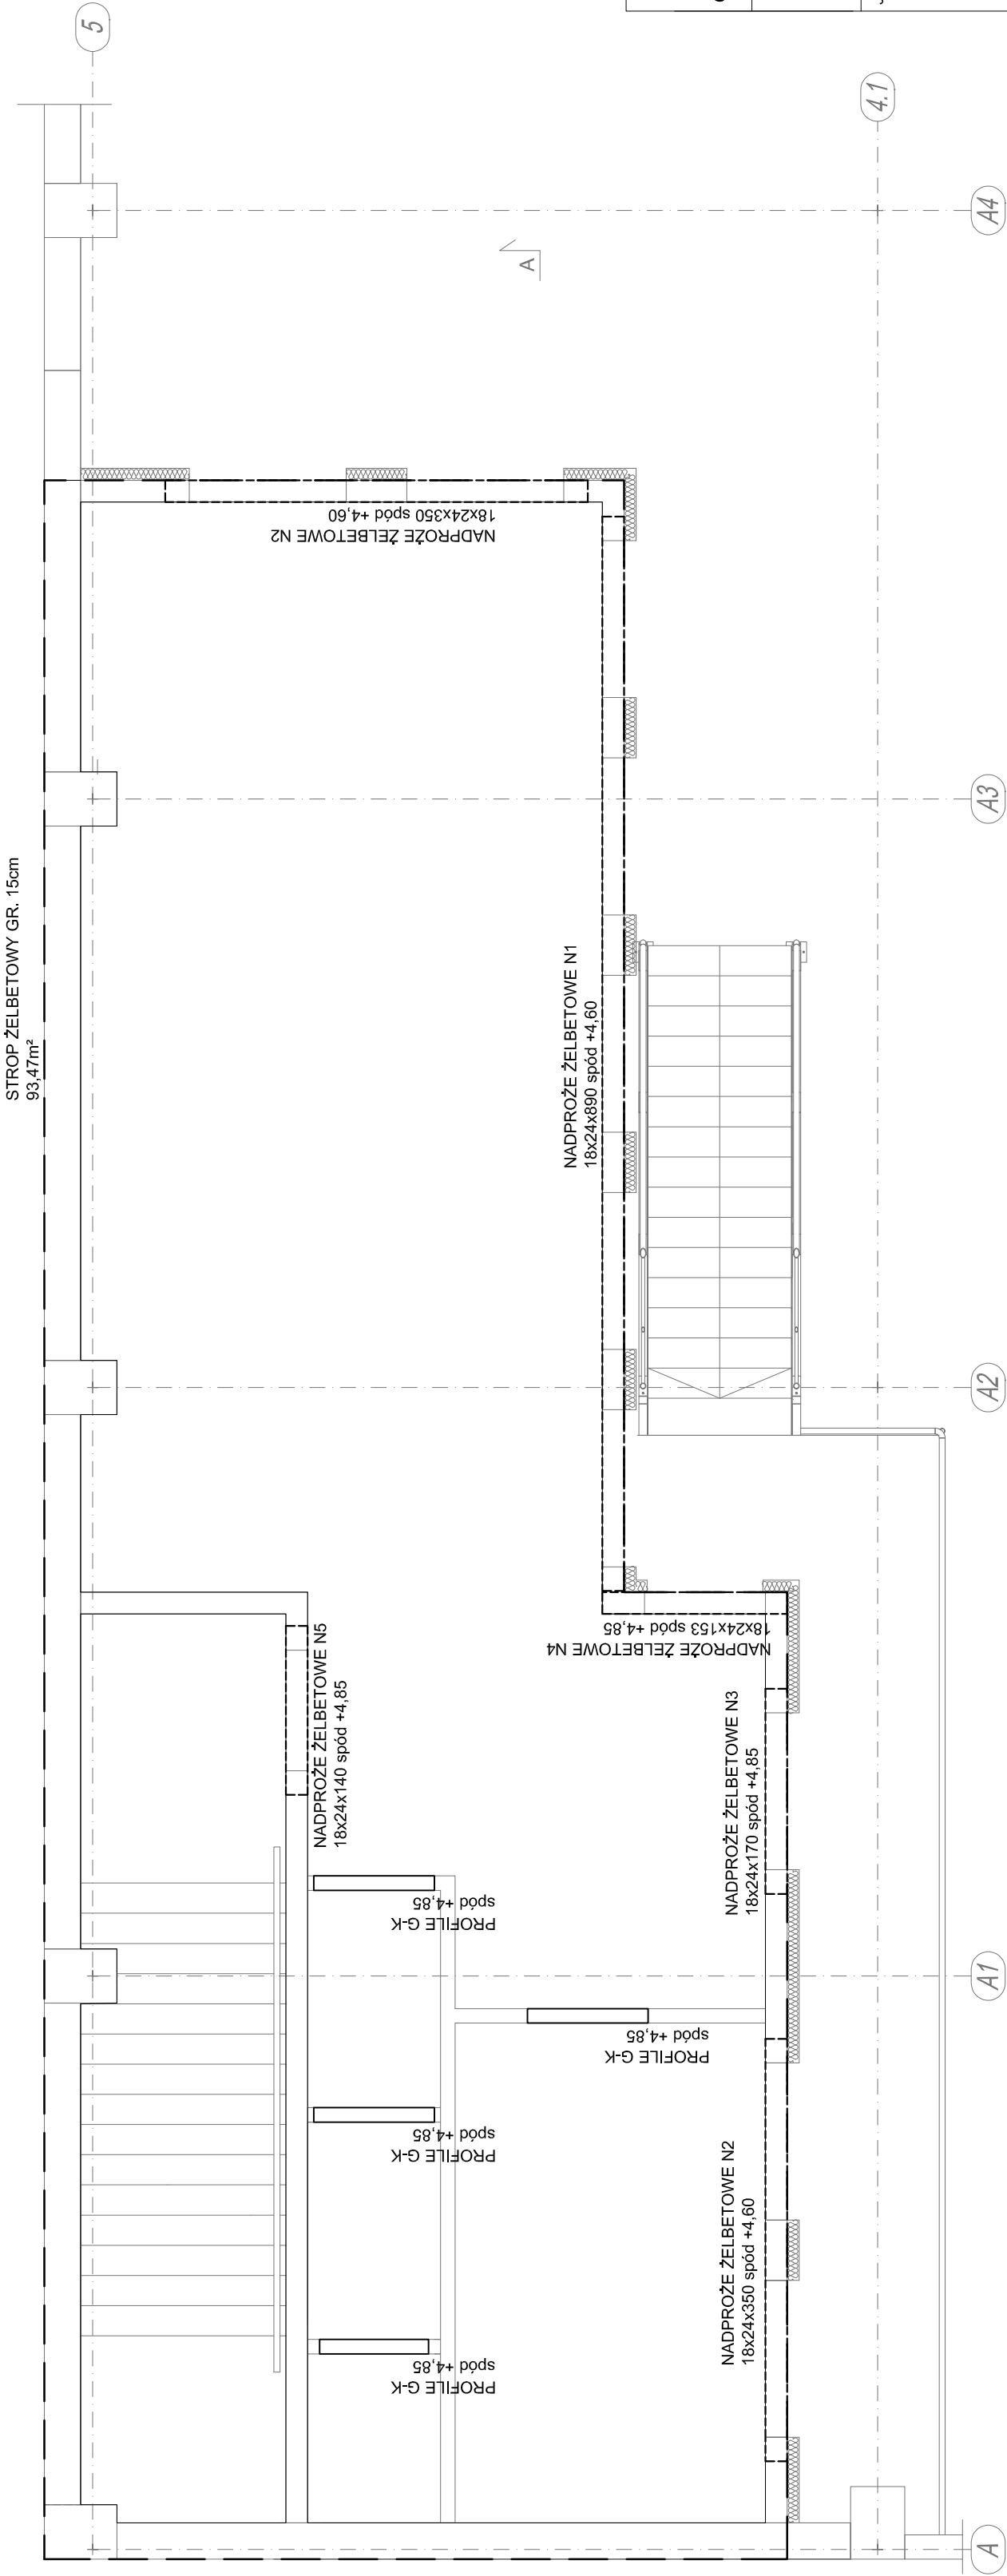 5
4.1
A4
A
NADPROŻE ŻELBETOWE N2
18x24x350 spód +4,60
A3
STROP ŻELBETOWY GR. 15cm
93,47m²
NADPROŻE ŻELBETOWE N1
18x24x890 spód +4,60
A2
NADPROŻE ŻELBETOWE N4
18x24x153 spód +4,85
NADPROŻE ŻELBETOWE N5
18x24x140 spód +4,85
NADPROŻE ŻELBETOWE N3
18x24x170 spód +4,85
PROFILE G-K
spód +4,85
A1
PROFILE G-K
spód +4,85
PROFILE G-K
spód +4,85
NADPROŻE ŻELBETOWE N2
18x24x350 spód +4,60
PROFILE G-K
spód +4,85
A